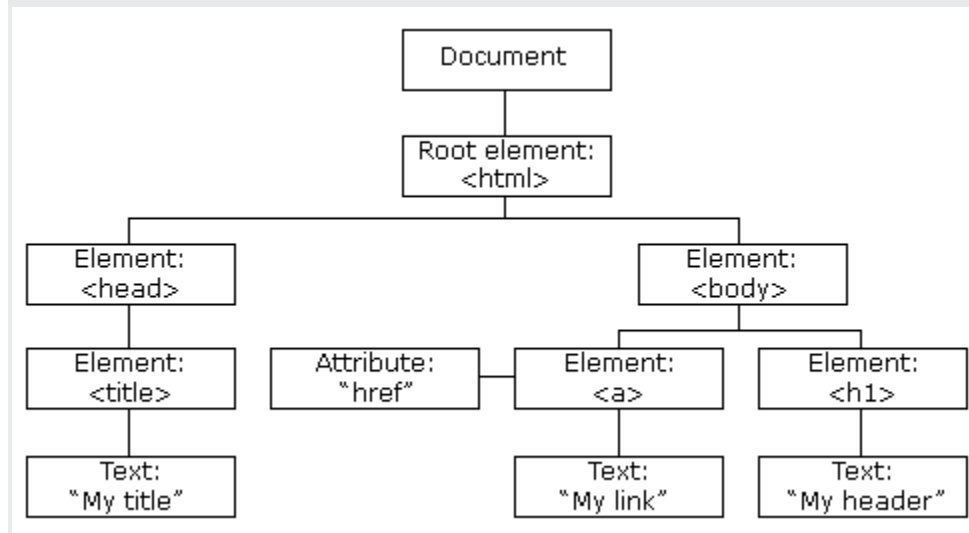 Document
Root element:
<html>
Element:
<head>
Element:
<body>
Element:
<title>
Attribute:
“href”
Element:
<a>
Element:
<h1>
Text:
“My title”
Text:
“My link”
Text:
“My header”